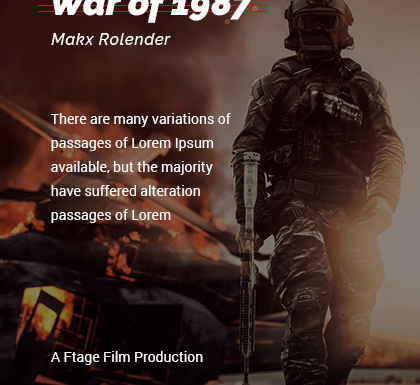 War of 1987
Makx Rolender
There are many variations of
passages of Lorem Ipsum
available, but the majority
have suffered alteration
passages of Lorem
A Ftage Film Production